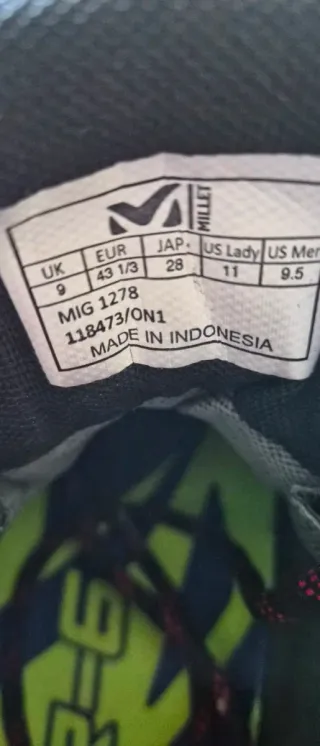 MILLET
UK EUR JAP. US Lady US Men
9 43 1/3 28 11 9.5
MIG 1278
118473/ON1
MADE IN INDONESIA